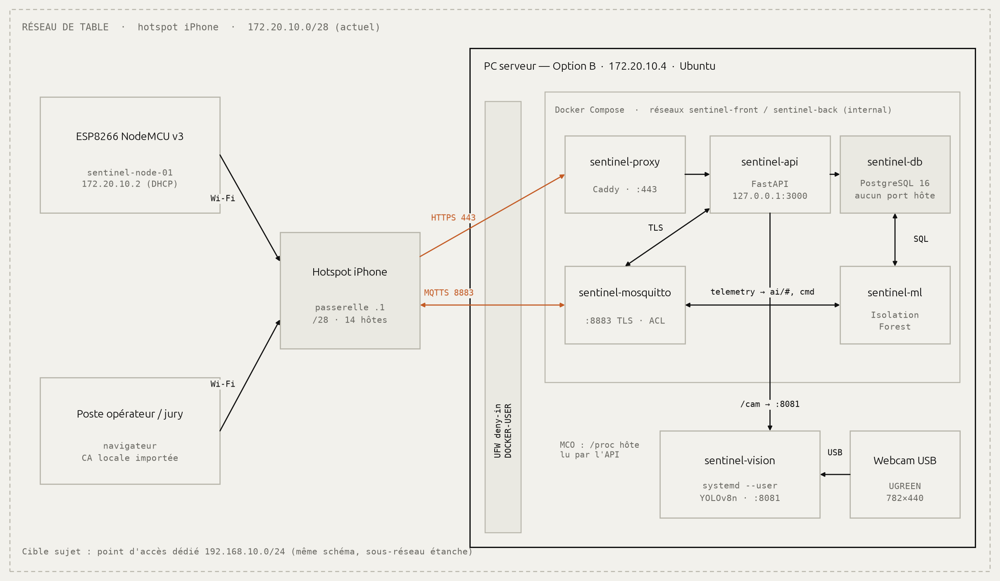 RÉSEAU DE TABLE · hotspot iPhone · 172.20.10.0/28 (actuel)
PC serveur — Option B · 172.20.10.4 · Ubuntu
Docker Compose · réseaux sentinel-front / sentinel-back (internal)
ESP8266 NodeMCU v3
sentinel-node-01
172.20.10.2 (DHCP)
Wi-Fi
Hotspot iPhone
passerelle .1
/28 · 14 hôtes
Wi-Fi
Poste opérateur / jury
navigateur
CA locale importée
HTTPS 443
MQTTS 8883
UFW deny-in
DOCKER-USER
sentinel-proxy
Caddy · :443
sentinel-api
FastAPI
127.0.0.1:3000
sentinel-db
PostgreSQL 16
aucun port hôte
TLS
SQL
sentinel-mosquitto
:8883 TLS · ACL
telemetry → ai/#, cmd
sentinel-ml
Isolation
Forest
/cam → :8081
MCO : /proc hôte
lu par l'API
sentinel-vision
systemd --user
YOLOv8n · :8081
USB
Webcam USB
UGREEN
782×440
Cible sujet : point d'accès dédié 192.168.10.0/24 (même schéma, sous-réseau étanche)